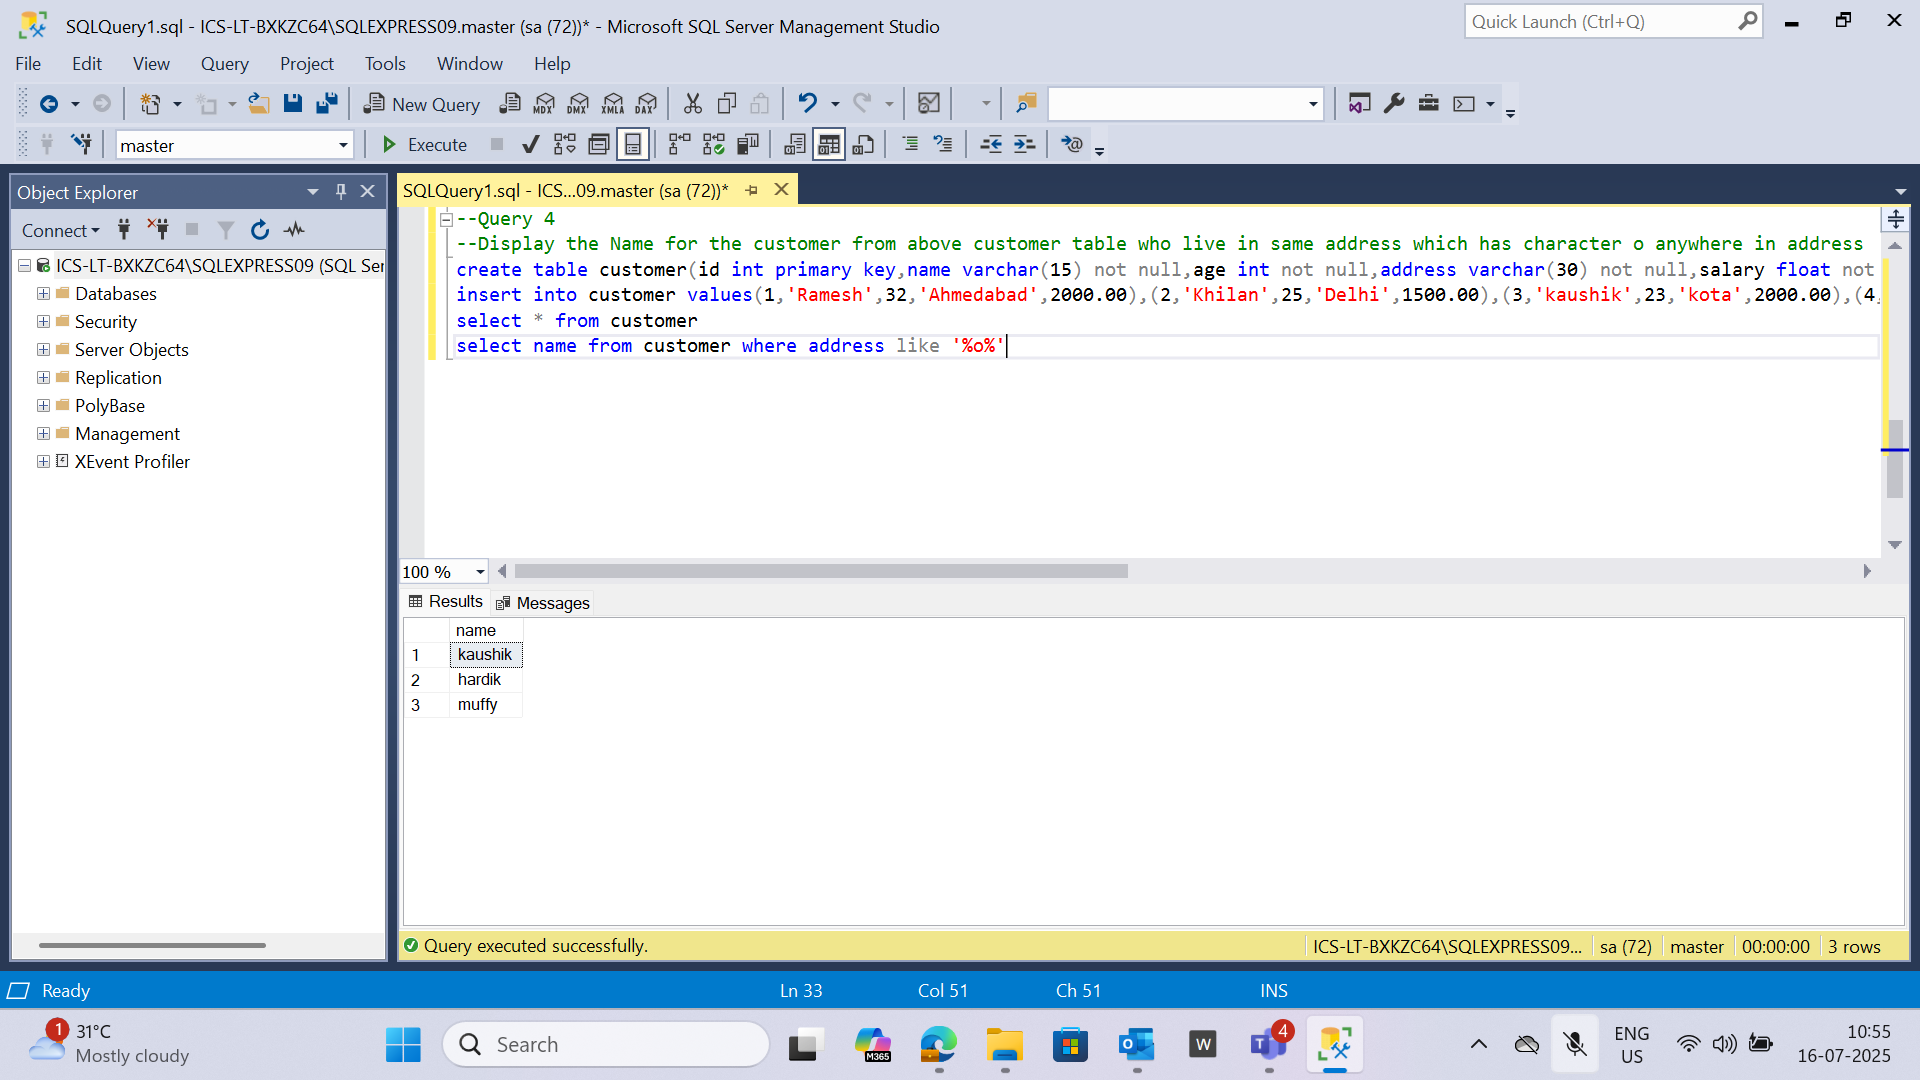 SQLQuery1.sql - ICS-LT-BXKZC64\SQLEXPRESS09.master (sa (72))* - Microsoft SQL Server Management Studio
Quick Launch (Ctrl+Q)
File Edit View Query Project Tools Window Help
New Query MDX DMX XMLA DAX
master Execute
Object Explorer
SQLQuery1.sql - ICS...09.master (sa (72))*
Connect
ICS-LT-BXKZC64\SQLEXPRESS09 (SQL Ser
Databases
Security
Server Objects
Replication
PolyBase
Management
XEvent Profiler
--Query 4
--Display the Name for the customer from above customer table who live in same address which has character o anywhere in address
create table customer(id int primary key,name varchar(15) not null,age int not null,address varchar(30) not null,salary float not
insert into customer values(1,'Ramesh',32,'Ahmedabad',2000.00),(2,'Khilan',25,'Delhi',1500.00),(3,'kaushik',23,'kota',2000.00),(4,
select * from customer
select name from customer where address like '%o%'
100 %
Results Messages
name
1 kaushik
2 hardik
3 muffy
Query executed successfully.
ICS-LT-BXKZC64\SQLEXPRESS09... sa (72) master 00:00:00 3 rows
Ready Ln 33 Col 51 Ch 51 INS
1 31°C
Mostly cloudy
Search
M365
W
T 4
ENG
US
10:55
16-07-2025